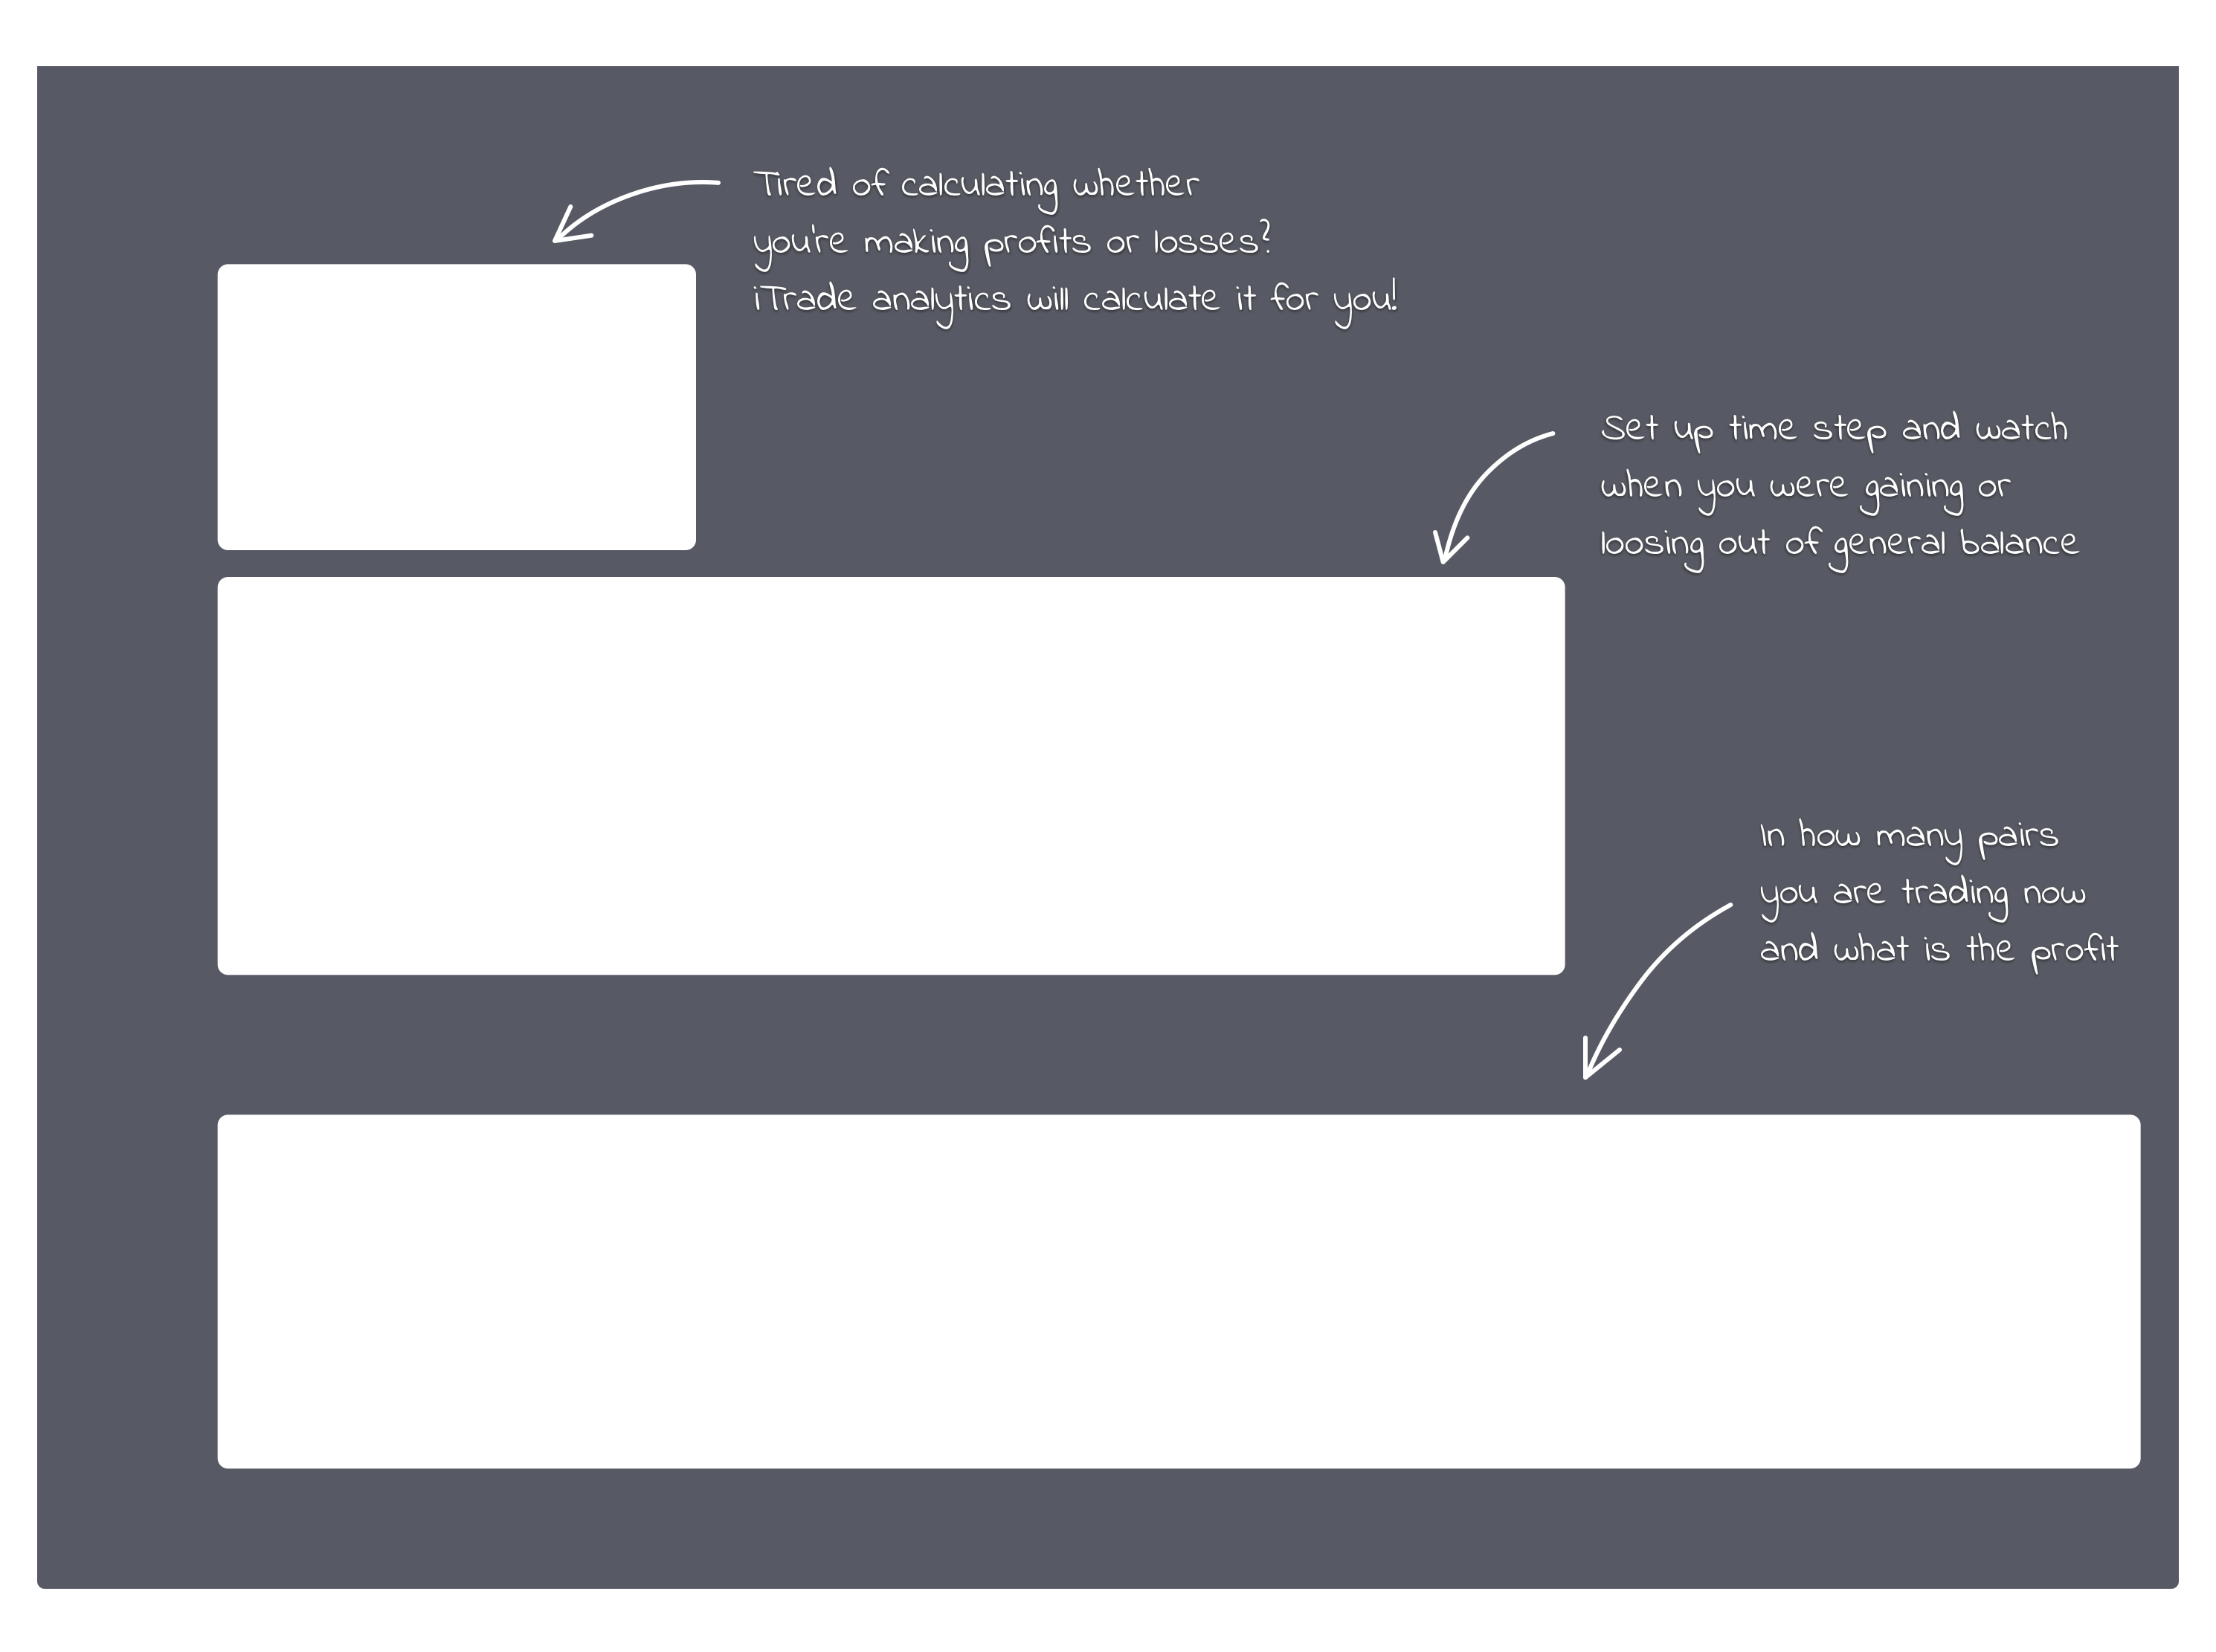 Tired of calculating whether
you're making profits or losses?
iTrade analytics will calculate it for you!
Set up time step and watch
when you were gaining or
loosing out of general balance
In how many pairs
you are trading now
and what is the profit